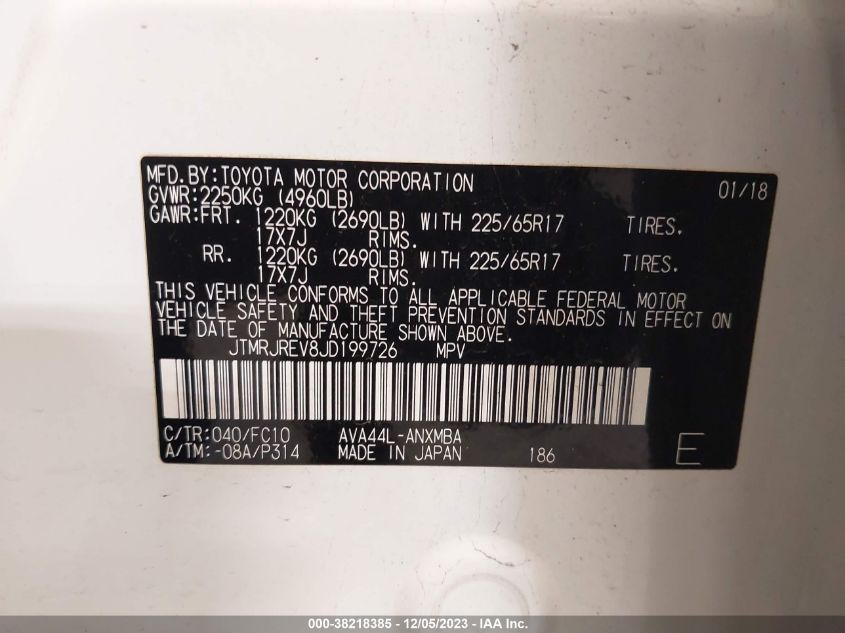 MFD.BY:TOYOTA MOTOR CORPORATION 01/18
GVWR:2250KG (4960LB)
GAWR:FRT. 1220KG (2690LB) WITH 225/65R17 TIRES.
17X7J RIMS.
RR. 1220KG (2690LB) WITH 225/65R17 TIRES.
17X7J RIMS.
THIS VEHICLE CONFORMS TO ALL APPLICABLE FEDERAL MOTOR
VEHICLE SAFETY AND THEFT PREVENTION STANDARDS IN EFFECT ON
THE DATE OF MANUFACTURE SHOWN ABOVE.
JTMRJREV8JD199726 MPV
C/TR:040/FC10 AVA44L-ANXMBA
A/TM:-08A/P314 MADE IN JAPAN 186 E
000-38218385 - 12/05/2023 - IAA Inc.